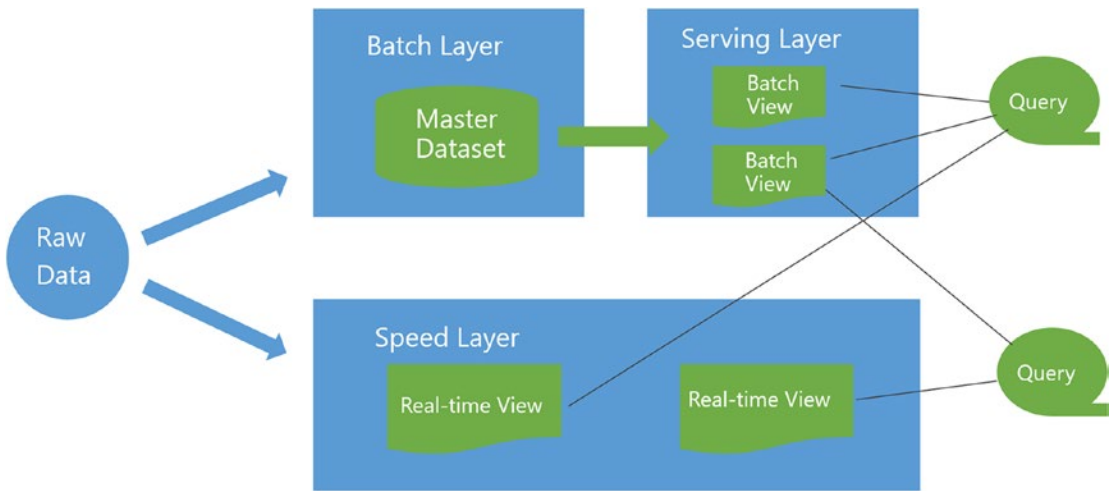 Batch Layer
Master
Dataset
Serving Layer
Batch
View
Batch
View
Query
Raw
Data
Speed Layer
Real-time View
Real-time View
Query